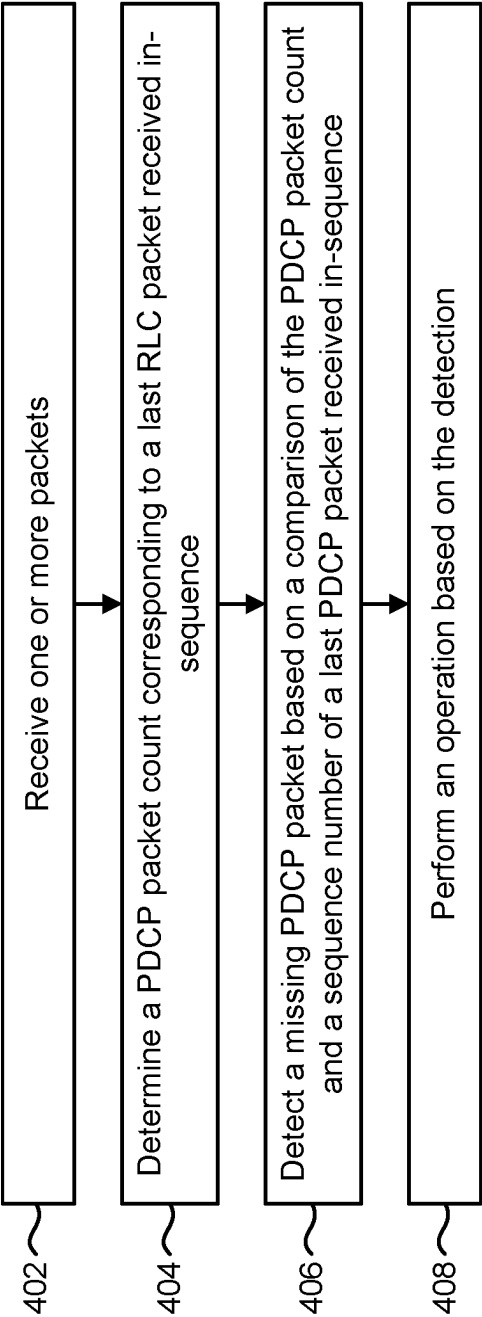 402
Receive one or more packets
404
Determine a PDCP packet count corresponding to a last RLC packet received in-
sequence
406
Detect a missing PDCP packet based on a comparison of the PDCP packet count
and a sequence number of a last PDCP packet received in-sequence
408
Perform an operation based on the detection